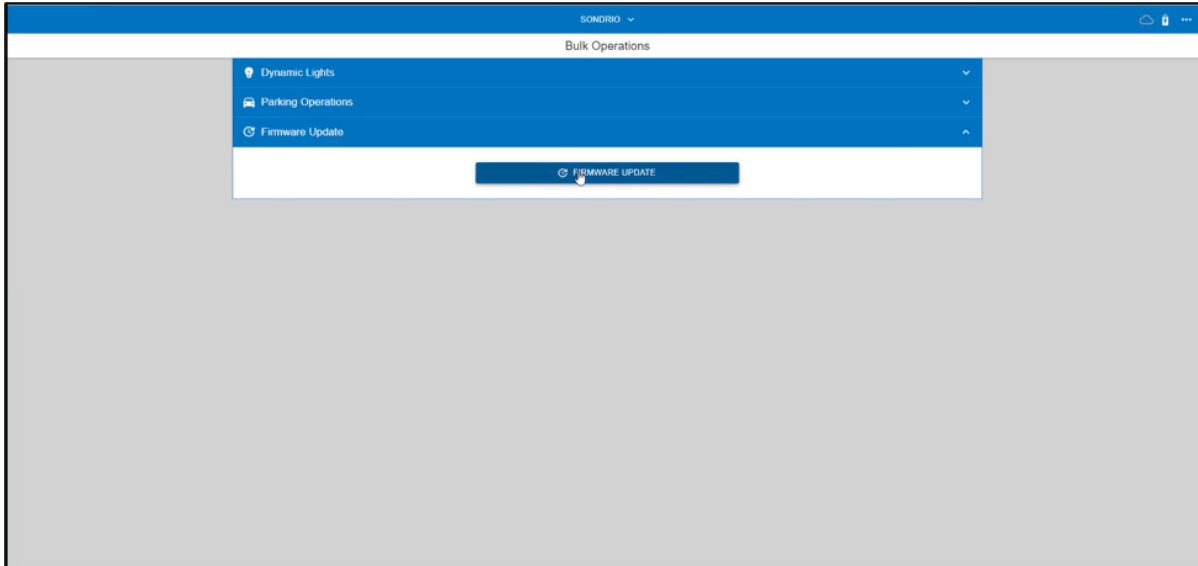 SONDRIO
Bulk Operations
Dynamic Lights
Parking Operations
Firmware Update
FIRMWARE UPDATE